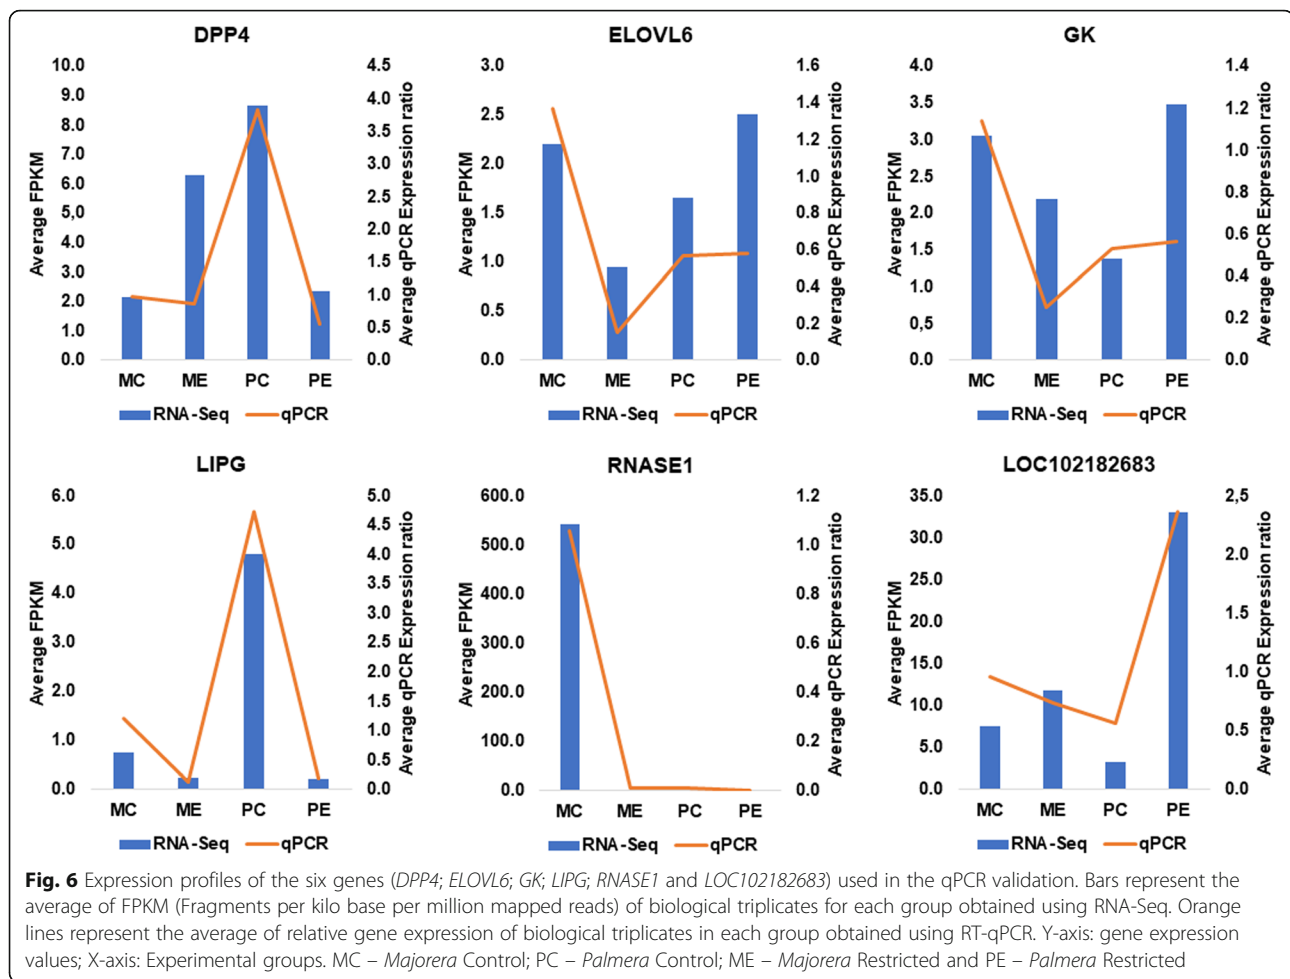 DPP4
10.0
9.0
8.0
7.0
6.0
5.0
4.0
3.0
2.0
1.0
0.0
Average FPKM
4.5
4.0
3.5
3.0
2.5
2.0
1.5
1.0
0.5
0.0
Average qPCR Expression ratio
MC ME PC PE
RNA-Seq qPCR
ELOVL6
3.0
2.5
2.0
1.5
1.0
0.5
0.0
Average FPKM
1.6
1.4
1.2
1.0
0.8
0.6
0.4
0.2
0.0
Average qPCR Expression ratio
MC ME PC PE
RNA-Seq qPCR
GK
4.0
3.5
3.0
2.5
2.0
1.5
1.0
0,5
0.0
Average FPKM
1.4
1.2
1.0
0.8
0.6
0.4
0.2
0.0
Average qPCR Expression ratio
MC ME PC PE
RNA-Seq qPCR
LIPG
6.0
5.0
4.0
3.0
2.0
1.0
0.0
Average FPKM
5.0
4.5
4.0
3.5
3.0
2.5
2.0
1.5
1.0
0.5
0.0
Average qPCR Expression ratio
MC ME PC PE
RNA-Seq qPCR
RNASE1
600.0
500.0
400.0
300.0
200.0
100.0
0.0
Average FPKM
1.2
1.0
0.8
0.6
0.4
0.2
0.0
Average qPCR Expression ratio
MC ME PC PE
RNA-Seq qPCR
LOC102182683
35.0
30.0
25.0
20.0
15.0
10.0
5.0
0.0
Average FPKM
2,5
2.0
1.5
1.0
0.5
0.0
Average qPCR Expression ratio
MC ME PC PE
RNA-Seq qPCR
Fig. 6 Expression profiles of the six genes (DPP4; ELOVL6; GK; LIPG; RNASE1 and LOC102182683) used in the qPCR validation. Bars represent the
average of FPKM (Fragments per kilo base per million mapped reads) of biological triplicates for each group obtained using RNA-Seq. Orange
lines represent the average of relative gene expression of biological triplicates in each group obtained using RT-qPCR. Y-axis: gene expression
values; X-axis: Experimental groups. MC – Majorera Control; PC – Palmera Control; ME – Majorera Restricted and PE – Palmera Restricted